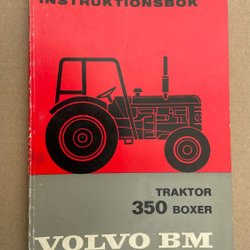 INSTRUKTIONSBOK
TRAKTOR
350 BOXER
VOLVO BM